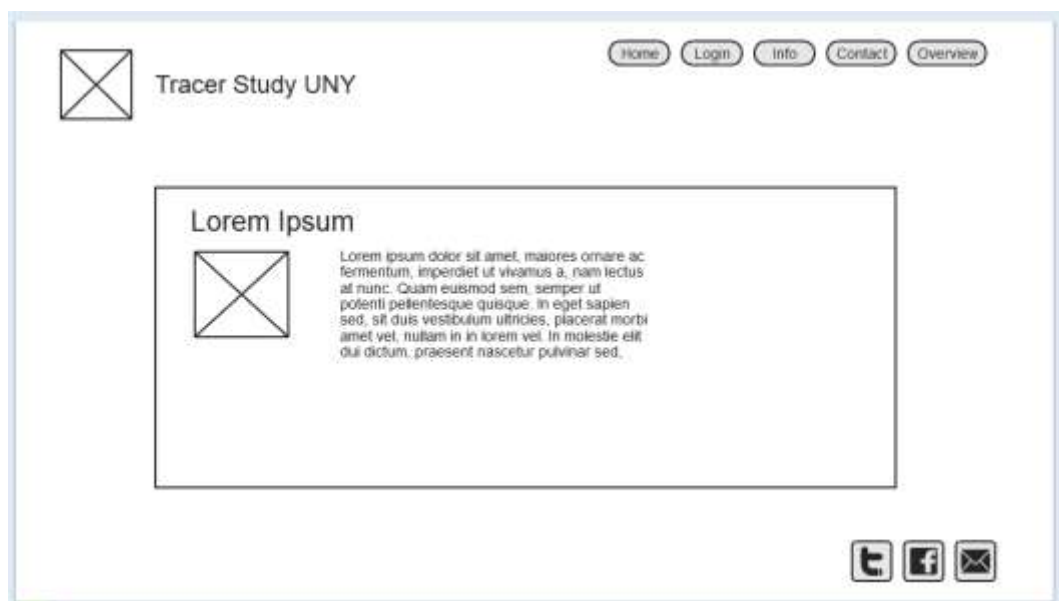 Home Login Info Contact Overview
Tracer Study UNY
Lorem Ipsum
Lorem ipsum dolor sit amet, maiores ornare ac
fermentum, imperdiet ut vivamus a, nam lectus
at nunc. Quam euismod sem, semper ut
potenti pellentesque quisque. In eget sapien
sed, sit duis vestibulum ultricies, placerat morbi
amet vel, nullam in in lorem vel. In molestie elit
dui dictum, praesent nascetur pulvinar sed,